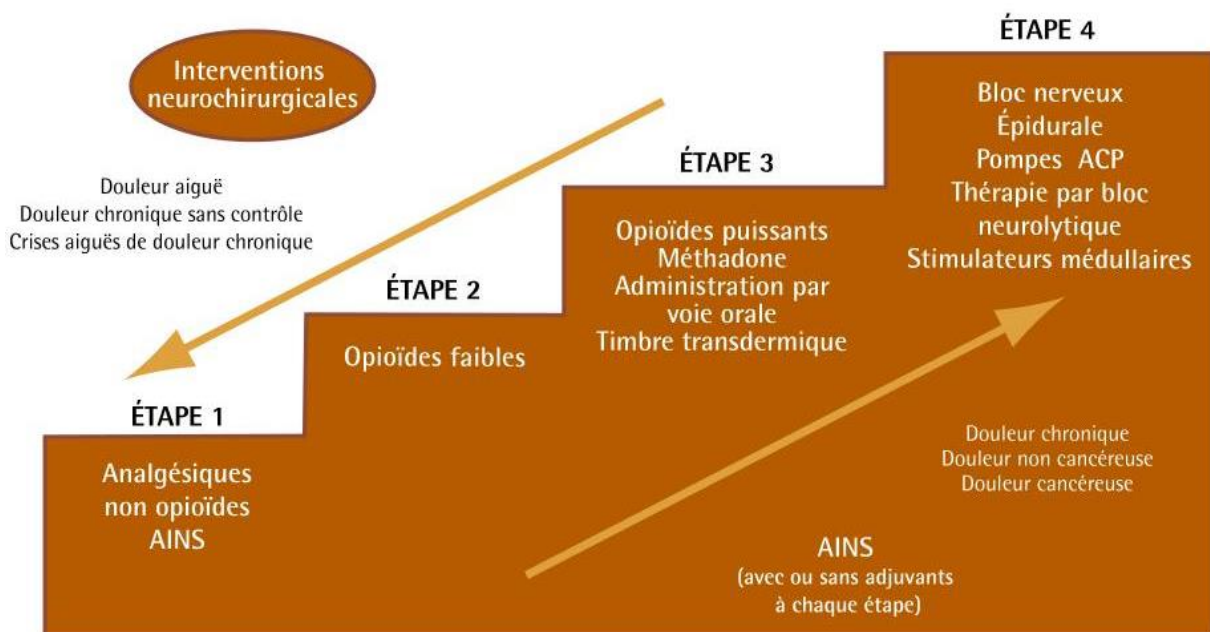 Interventions
neurochirurgicales
Douleur aiguë
Douleur chronique sans contrôle
Crises aiguës de douleur chronique
ÉTAPE 1
Analgésiques
non opioïdes
AINS
ÉTAPE 2
Opioïdes faibles
ÉTAPE 3
Opioïdes puissants
Méthadone
Administration par
voie orale
Timbre transdermique
ÉTAPE 4
Bloc nerveux
Épidurale
Pompes ACP
Thérapie par bloc
neurolytique
Stimulateurs médullaires
Douleur chronique
Douleur non cancéreuse
Douleur cancéreuse
AINS
(avec ou sans adjuvants
à chaque étape)